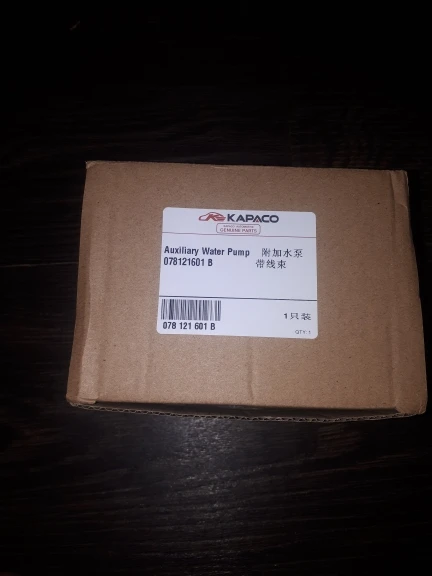 KAPACO
GENUINE PARTS
Auxiliary Water Pump 附加水泵
078121601 B 带线束
1只装
078 121 601 B
QTY: 1